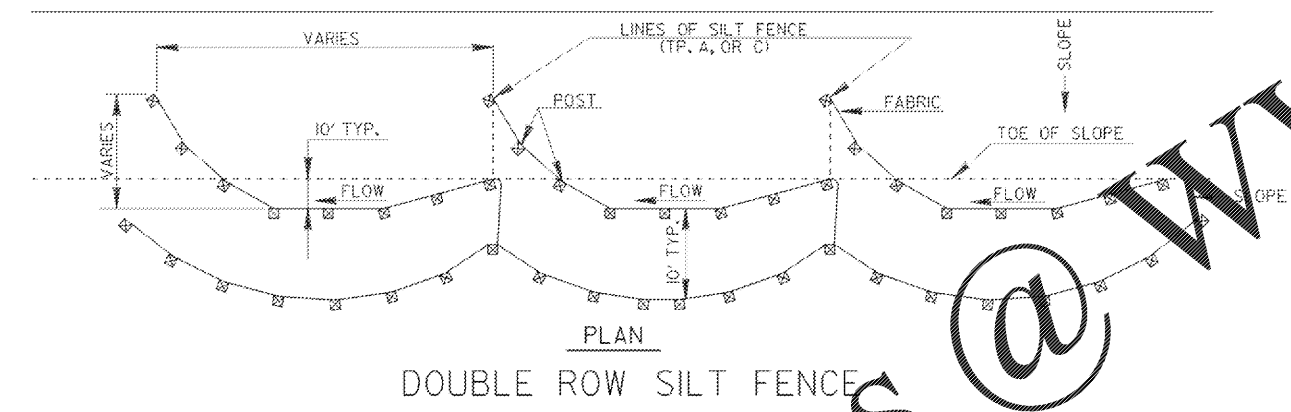 VARIES
LINES OF SILT FENCE
(TP. A, OR C)
SLOPE
POST
FABRIC
VARIES
10' TYP.
TOE OF SLOPE
FLOW
FLOW
FLOW
SLOPE
10' TYP.
PLAN
DOUBLE ROW SILT FENCE
s @ W